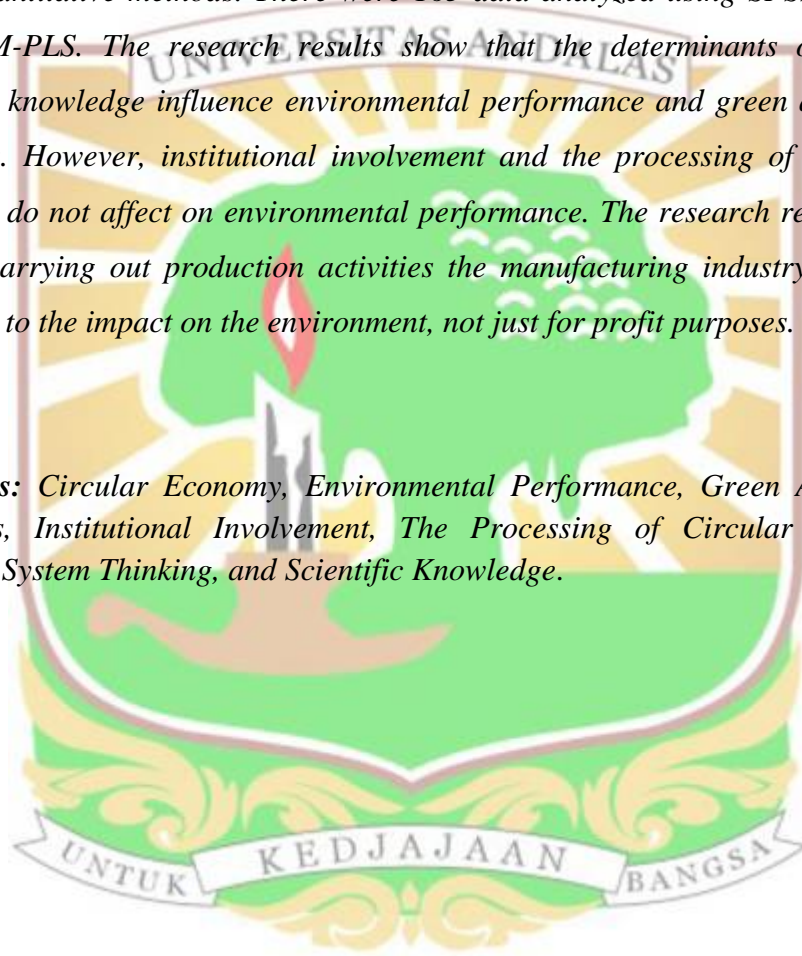 M-PLS. The research results show that the determinants o
knowledge influence environmental performance and green
. However, institutional involvement and the processing of
do not affect on environmental performance. The research re
arrying out production activities the manufacturing industry
to the impact on the environment, not just for profit purposes.
s: Circular Economy, Environmental Performance, Green A
s, Institutional Involvement, The Processing of Circular
System Thinking, and Scientific Knowledge.
UNIVERSITAS ANDALAS
UNTUK KEDJAJAAN BANGSA